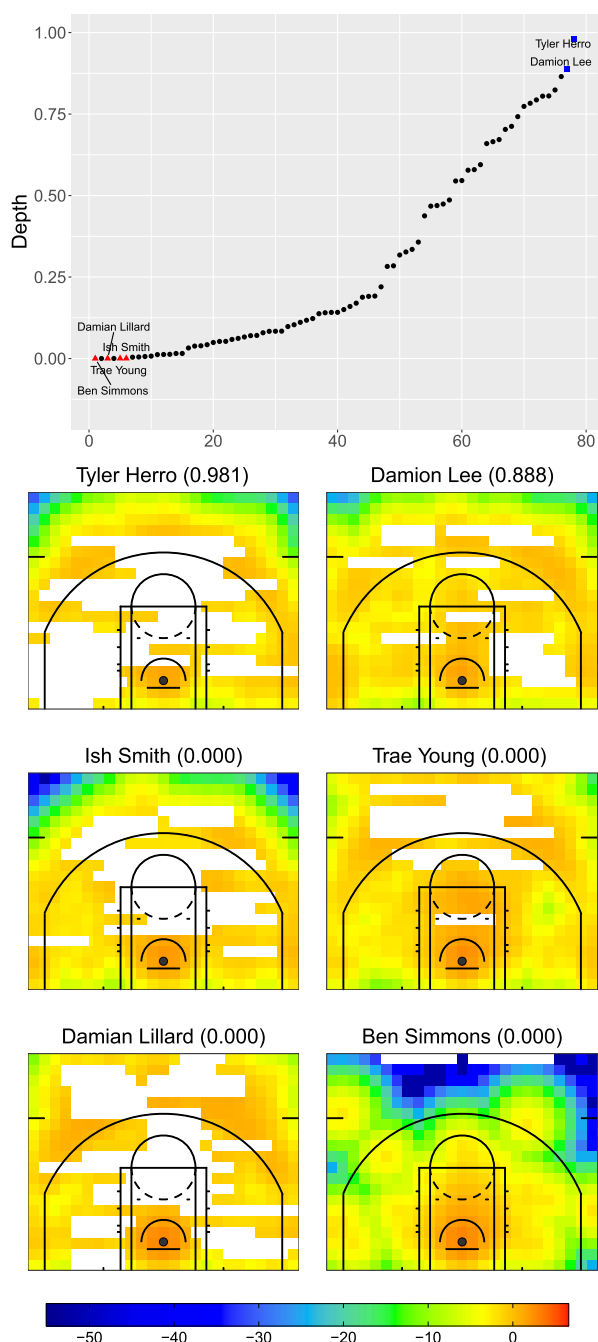 1.00
Tyler Herro
Damion Lee
0.75
0.50
Depth
0.25
Damian Lillard
Ish Smith
0.00
Trae Young
Ben Simmons
0 20 40 60 80
Tyler Herro (0.981) Damion Lee (0.888)
Ish Smith (0.000) Trae Young (0.000)
Damian Lillard (0.000) Ben Simmons (0.000)
−50 −40 −30 −20 −10 0